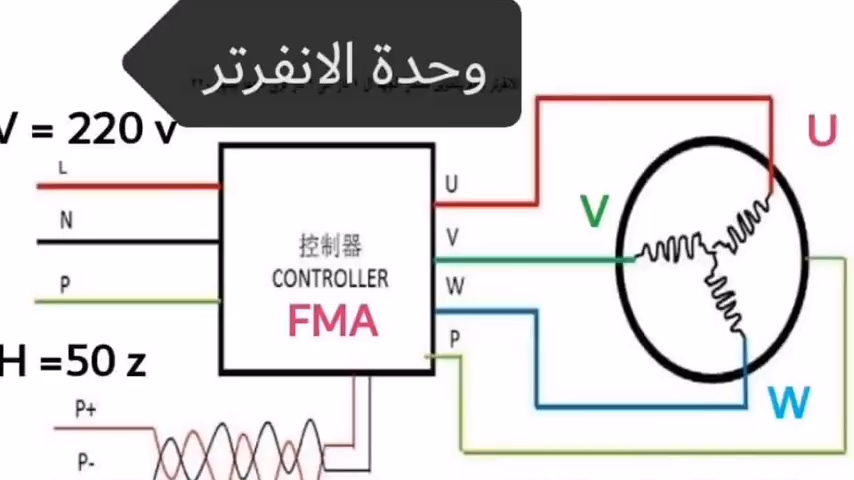 وحدة الانفرتر
V = 220 v
L
N
P
控制器
CONTROLLER
FMA
U
V
W
P
U
V
W
H =50 z
P+
P-